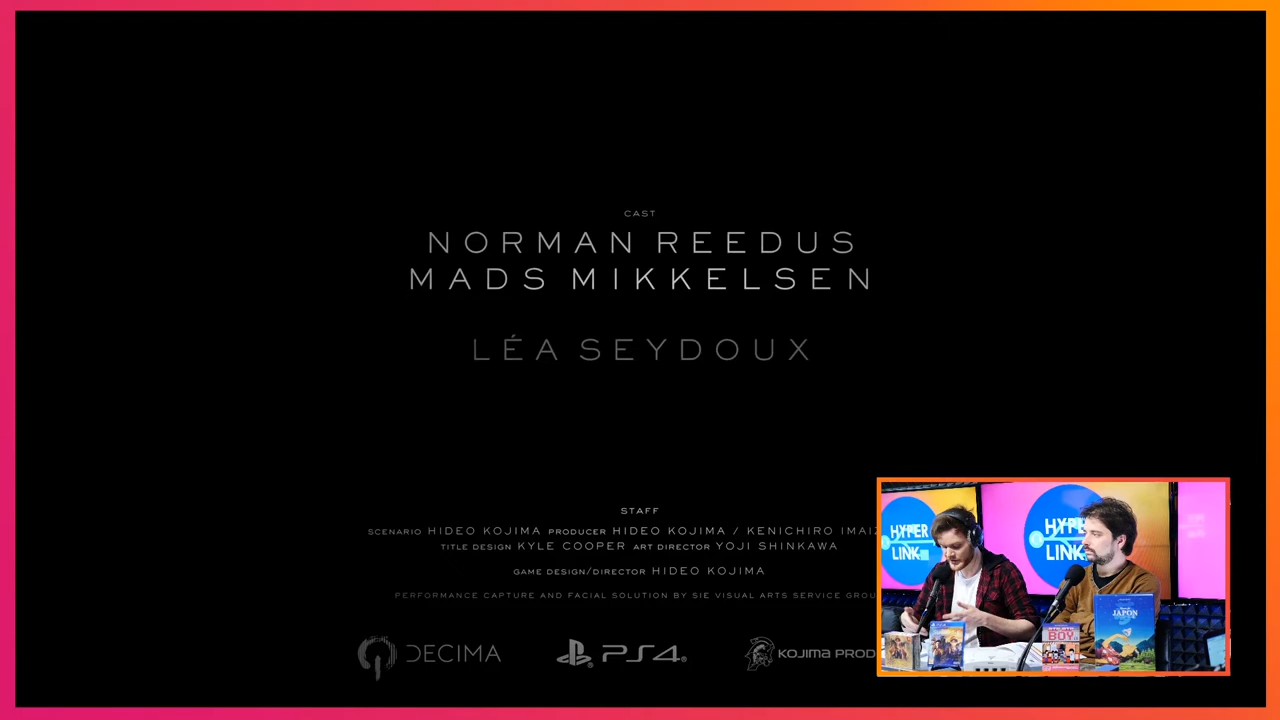 CAST
NORMAN REEDUS
MADS MIKKELSEN
LÉA SEYDOUX
STAFF
SCENARIO HIDEO KOJIMA PRODUCER HIDEO KOJIMA / KENICHIRO IMAIZ
TITLE DESIGN KYLE COOPER ART DIRECTOR YOJI SHINKAWA
GAME DESIGN/DIRECTOR HIDEO KOJIMA
PERFORMANCE CAPTURE AND FACIAL SOLUTION BY SIE VISUAL ARTS SERVICE GROU
DECIMA
PS4
KOJIMA PROD
HYPER
LINK
HYPE
LINK
JAPON
BOY